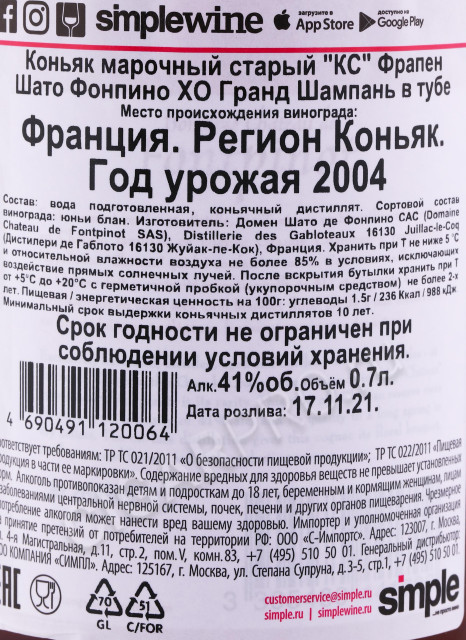 simplewine загрузите в App Store доступно на Google Play
Коньяк марочный старый "КС" Фрапен
Шато Фонпино ХО Гранд Шампань в тубе
Место происхождения винограда:
Франция. Регион Коньяк.
Год урожая 2004
Состав: вода подготовленная, коньячный дистиллят. Сортовой состав
винограда: юньи блан. Изготовитель: Домен Шато де Фонпино САС (Domaine
Chateau de Fontpinot SAS), Distillerie des Gabloteaux 16130 Juillac-le-Coq
(Дистилери де Габлото 16130 Жуйак-ле-Кок), Франция. Хранить при T не ниже 5 °C
и относительной влажности воздуха не более 85% в условиях, исключающих
воздействие прямых солнечных лучей. После вскрытия бутылки хранить при T
от +5°C до +20°C с герметичной пробкой (укупорочным средством) не более 2-х
лет. Пищевая / энергетическая ценность на 100г: углеводы 1.5г / 236 Ккал / 988 кДж
Минимальный срок выдержки коньячных дистиллятов 10 лет.
Срок годности не ограничен при
соблюдении условий хранения.
Алк. 41%об. Объём 0.7л.
Дата розлива: 17.11.21.
4 690491 120064
соответствует требованиям: ТР ТС 021/2011 «О безопасности пищевой продукции»; ТР ТС 022/2011 «Пищевая
продукция в части ее маркировки». Содержание вредных для здоровья веществ не превышает установленных
норм. Алкоголь противопоказан детям и подросткам до 18 лет, беременным и кормящим женщинам, лицам
заболеваниями центральной нервной системы, почек, печени и других органов пищеварения. Чрезмерное
потребление алкоголя может нанести вред вашему здоровью. Импортер и уполномоченная организация
принятие претензий от потребителей на территории РФ: ООО «С-Импортс». Адрес: 123007, г. Москва,
1. 4-я Магистральная, д.11, стр.2, пом.V, комн.83, +7 (495) 510 50 01. Генеральный дистрибьютор:
ОО КОМПАНИЯ «СИМПЛ», Адрес: 125167, г. Москва, ул. Степана Супруна, д.3-5, стр.1, +7 (495) 510 50 01.
EAC 70 GL 51 C/FOR
customerservice@simple.ru
simple.ru | simplewine.ru
simple